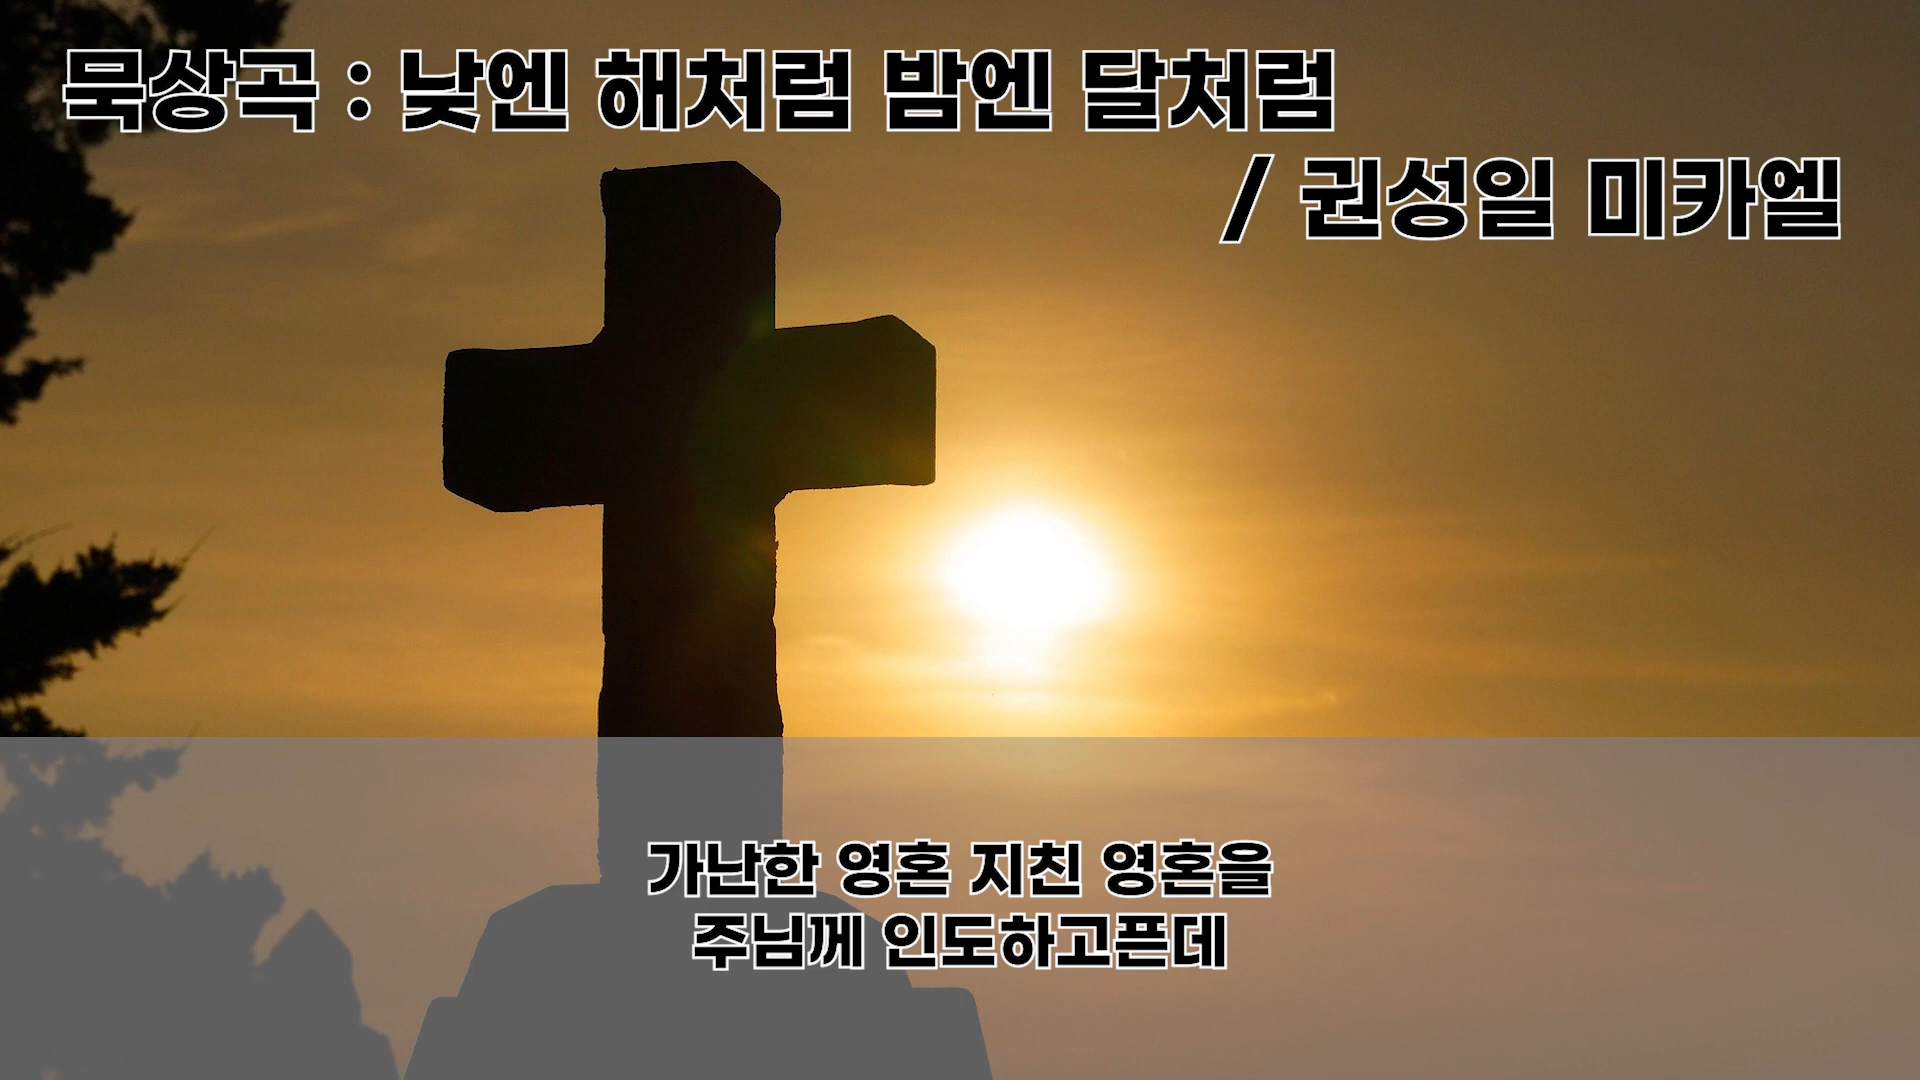 묵상곡 : 낮엔 해처럼 밤엔 달처럼
/ 권성일 미카엘
가난한 영혼 지친 영혼을
주님께 인도하고픈데